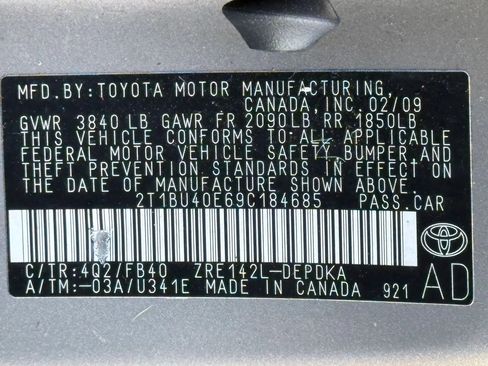 MFD.BY:TOYOTA MOTOR MANUFACTURING,
CANADA, INC. 02/09
GVWR 3840 LB GAWR FR 2090LB RR 1850LB
THIS VEHICLE CONFORMS TO ALL APPLICABLE
FEDERAL MOTOR VEHICLE SAFETY, BUMPER, AND
THEFT PREVENTION STANDARDS IN EFFECT ON
THE DATE OF MANUFACTURE SHOWN ABOVE.
2T1BU40E69C184685 PASS.CAR
C/TR:4Q2/FB40 ZRE142L-DEPDKA
A/TM:-03A/U341E MADE IN CANADA 921
AD